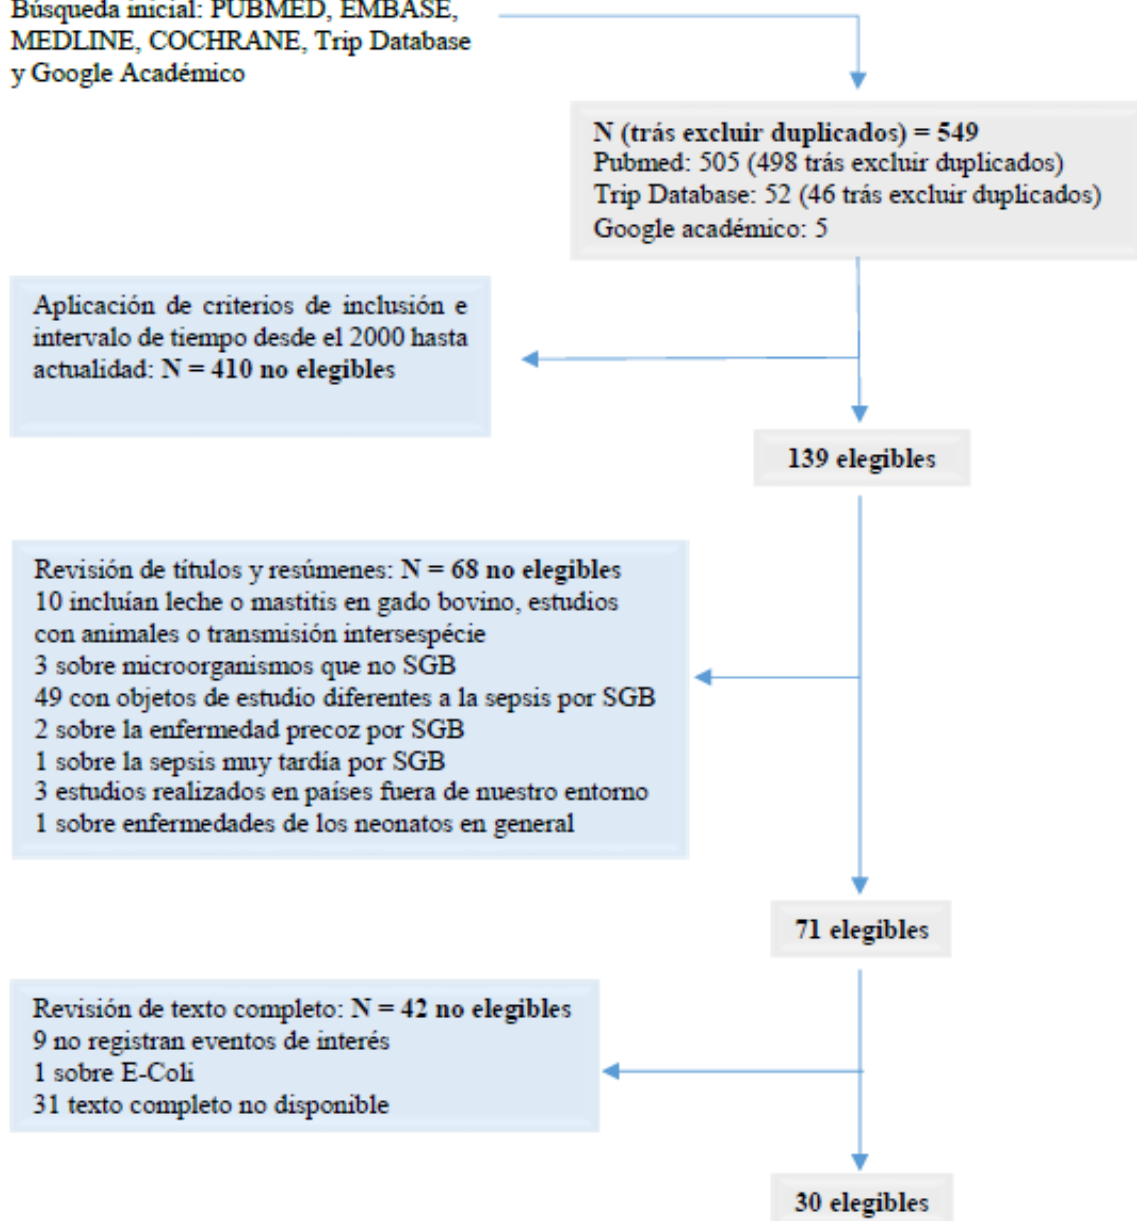 Búsqueda inicial: PUBMED, EMBASE,
MEDLINE, COCHRANE, Trip Database
y Google Académico
N (trás excluir duplicados) = 549
Pubmed: 505 (498 trás excluir duplicados)
Trip Database: 52 (46 trás excluir duplicados)
Google académico: 5
Aplicación de criterios de inclusión e
intervalo de tiempo desde el 2000 hasta
actualidad: N = 410 no elegibles
139 elegibles
Revisión de títulos y resúmenes: N = 68 no elegibles
10 incluían leche o mastitis en gado bovino, estudios
con animales o transmisión intersespécie
3 sobre microorganismos que no SGB
49 con objetos de estudio diferentes a la sepsis por SGB
2 sobre la enfermedad precoz por SGB
1 sobre la sepsis muy tardía por SGB
3 estudios realizados en países fuera de nuestro entorno
1 sobre enfermedades de los neonatos en general
71 elegibles
Revisión de texto completo: N = 42 no elegibles
9 no registran eventos de interés
1 sobre E-Coli
31 texto completo no disponible
30 elegibles